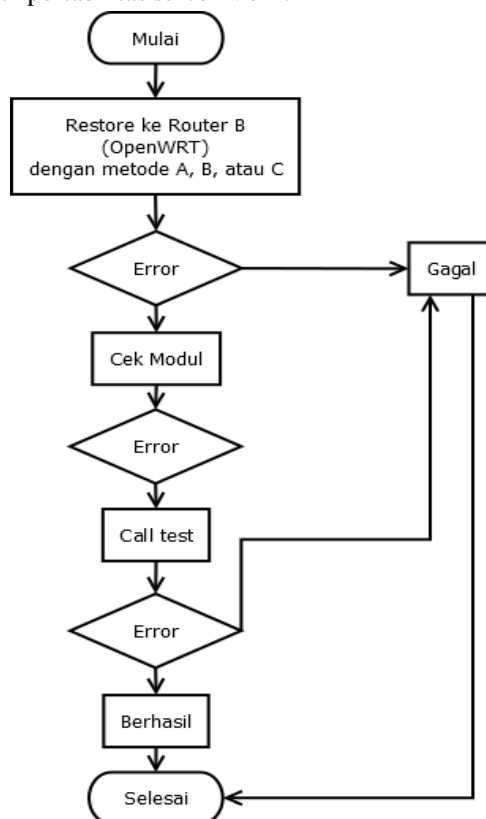 Mulai
Restore ke Router B
(OpenWRT)
dengan metode A, B, atau C
Error
Gagal
Cek Modul
Error
Call test
Error
Berhasil
Selesai